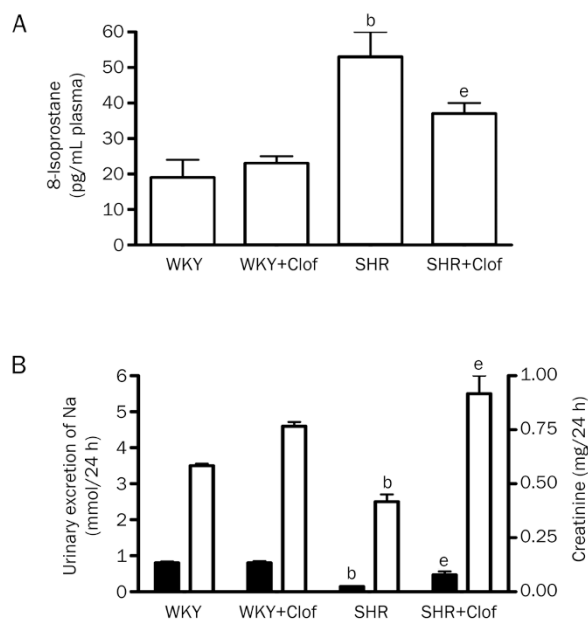 A
8-Isoprostane
(pg/mL plasma)
60
50
40
30
20
10
0
b
e
WKY
WKY+Clof
SHR
SHR+Clof
B
Urinary excretion of Na
(mmol/24 h)
6
5
4
3
2
1
0
b
b
e
e
1.00
0.75
0.50
0.25
0.00
Creatinine (mg/24 h)
WKY
WKY+Clof
SHR
SHR+Clof